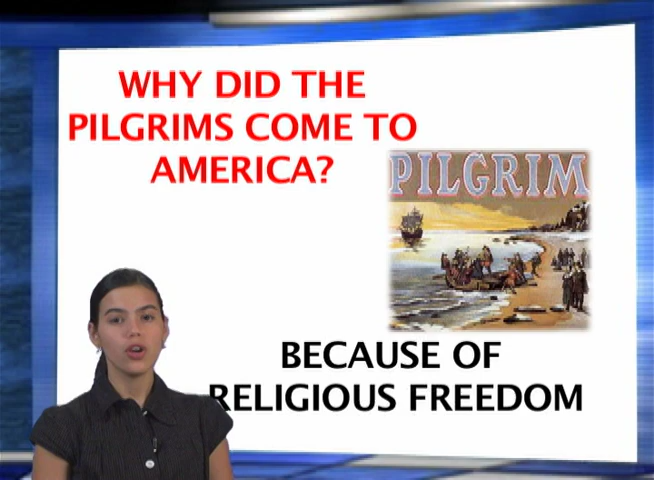 WHY DID THE
PILGRIMS COME TO
AMERICA?
PILGRIM
BECAUSE OF
RELIGIOUS FREEDOM